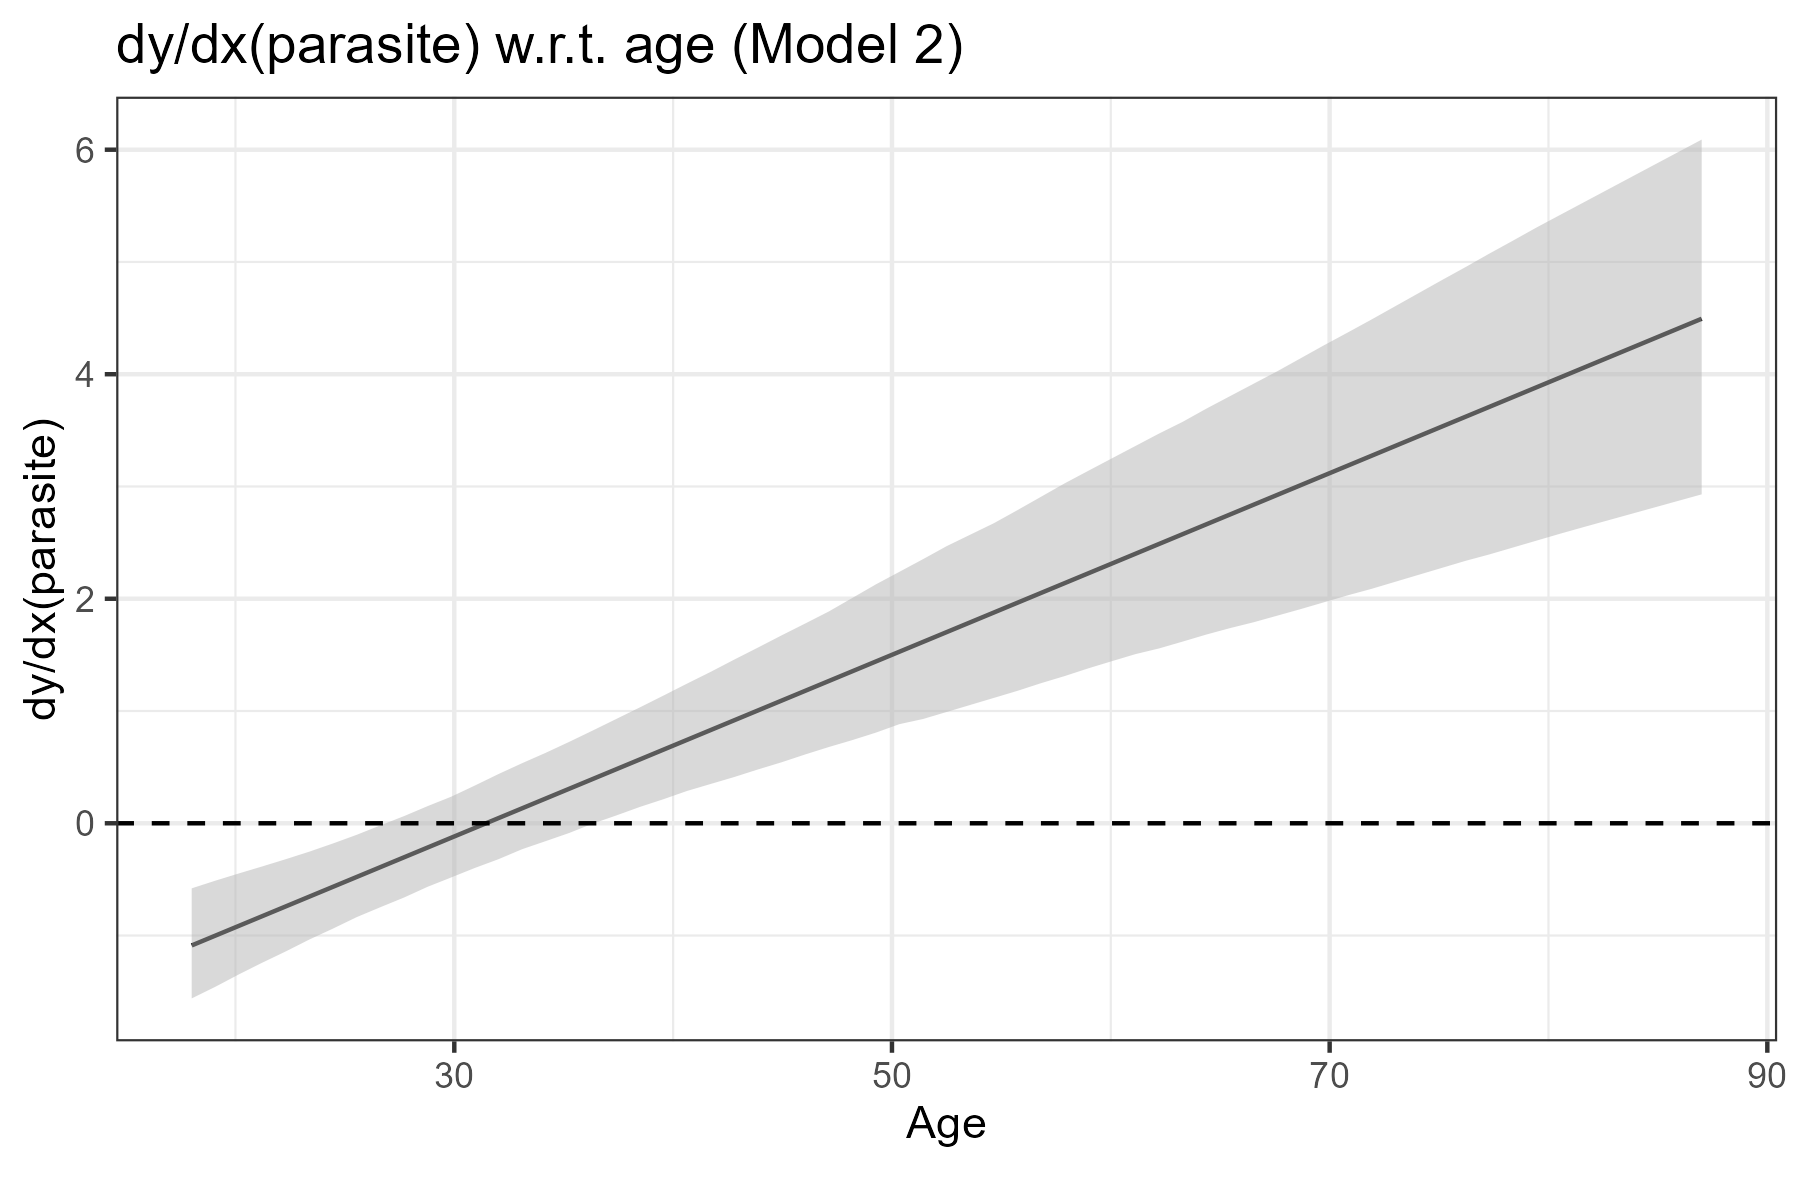 dy/dx(parasite) w.r.t. age (Model 2)
dy/dx(parasite)
6
4
2
0
30 50 70 90
Age